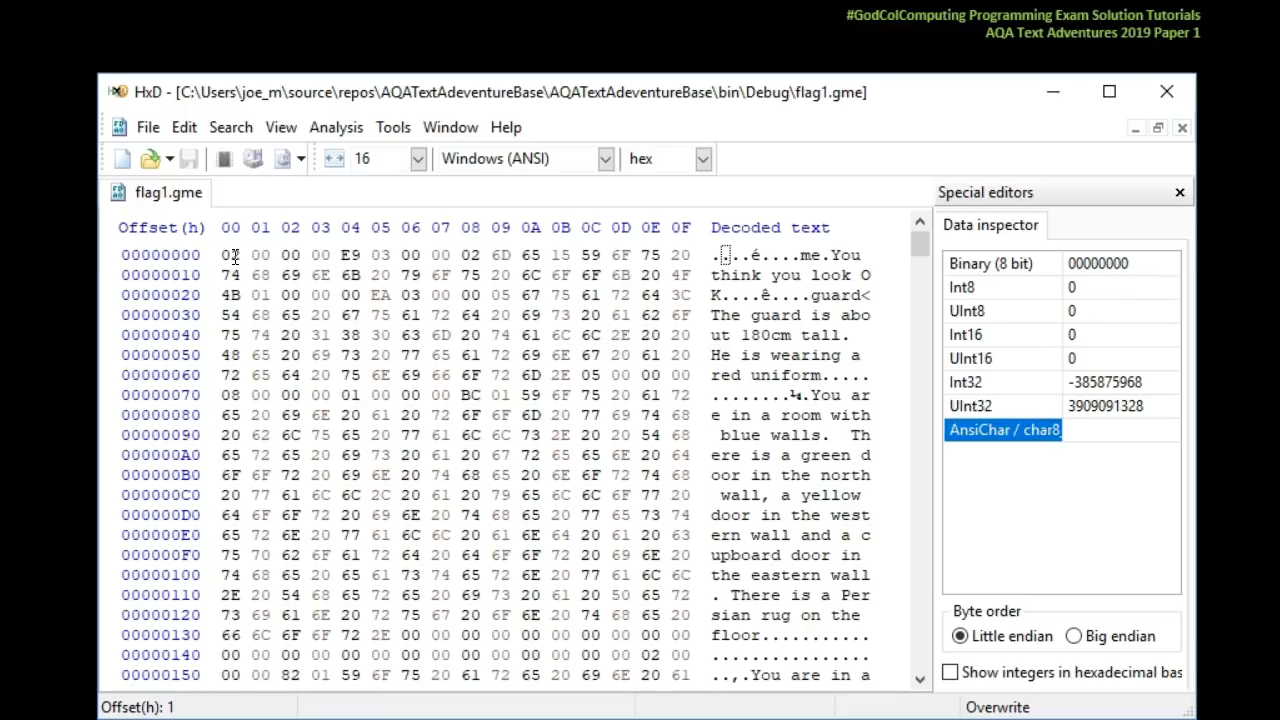 #GodColComputing Programming Exam Solution Tutorials
AQA Text Adventures 2019 Paper 1
HxD - [C:\Users\joe_m\source\repos\AQATextAdeventureBase\AQATextAdeventureBase\bin\Debug\flag1.gme]
File Edit Search View Analysis Tools Window Help
16 Windows (ANSI) hex
flag1.gme
Offset(h) 00 01 02 03 04 05 06 07 08 09 0A 0B 0C 0D 0E 0F Decoded text
00000000 02 00 00 00 E9 03 00 00 02 6D 65 15 59 6F 75 20 ....é....me.You
00000010 74 68 69 6E 6B 20 79 6F 75 20 6C 6F 6F 6B 20 4F think you look O
00000020 4B 01 00 00 00 EA 03 00 00 05 67 75 61 72 64 3C K....ê....guard<
00000030 54 68 65 20 67 75 61 72 64 20 69 73 20 61 62 6F The guard is abo
00000040 75 74 20 31 38 30 63 6D 20 74 61 6C 6C 2E 20 20 ut 180cm tall.
00000050 48 65 20 69 73 20 77 65 61 72 69 6E 67 20 61 20 He is wearing a
00000060 72 65 64 20 75 6E 69 66 6F 72 6D 2E 05 00 00 00 red uniform.....
00000070 08 00 00 00 01 00 00 00 BC 01 59 6F 75 20 61 72 ........¼.You ar
00000080 65 20 69 6E 20 61 20 72 6F 6F 6D 20 77 69 74 68 e in a room with
00000090 20 62 6C 75 65 20 77 61 6C 6C 73 2E 20 20 54 68 blue walls.  Th
000000A0 65 72 65 20 69 73 20 61 20 67 72 65 65 6E 20 64 ere is a green d
000000B0 6F 6F 72 20 69 6E 20 74 68 65 20 6E 6F 72 74 68 oor in the north
000000C0 20 77 61 6C 6C 2C 20 61 20 79 65 6C 6C 6F 77 20 wall, a yellow
000000D0 64 6F 6F 72 20 69 6E 20 74 68 65 20 77 65 73 74 door in the west
000000E0 65 72 6E 20 77 61 6C 6C 20 61 6E 64 20 61 20 63 ern wall and a c
000000F0 75 70 62 6F 61 72 64 20 64 6F 6F 72 20 69 6E 20 upboard door in
00000100 74 68 65 20 65 61 73 74 65 72 6E 20 77 61 6C 6C the eastern wall
00000110 2E 20 54 68 65 72 65 20 69 73 20 61 20 50 65 72 . There is a Per
00000120 73 69 61 6E 20 72 75 67 20 6F 6E 20 74 68 65 20 sian rug on the
00000130 66 6C 6F 6F 72 2E 00 00 00 00 00 00 00 00 00 00 floor...........
00000140 00 00 00 00 00 00 00 00 00 00 00 00 00 00 02 00 ................
00000150 00 00 82 01 59 6F 75 20 61 72 65 20 69 6E 20 61 ..‚.You are in a
Special editors
Data inspector
Binary (8 bit) 00000000
Int8 0
UInt8 0
Int16 0
UInt16 0
Int32 -385875968
UInt32 3909091328
AnsiChar / char8_
Byte order
Little endian Big endian
Show integers in hexadecimal bas
Offset(h): 1 Overwrite